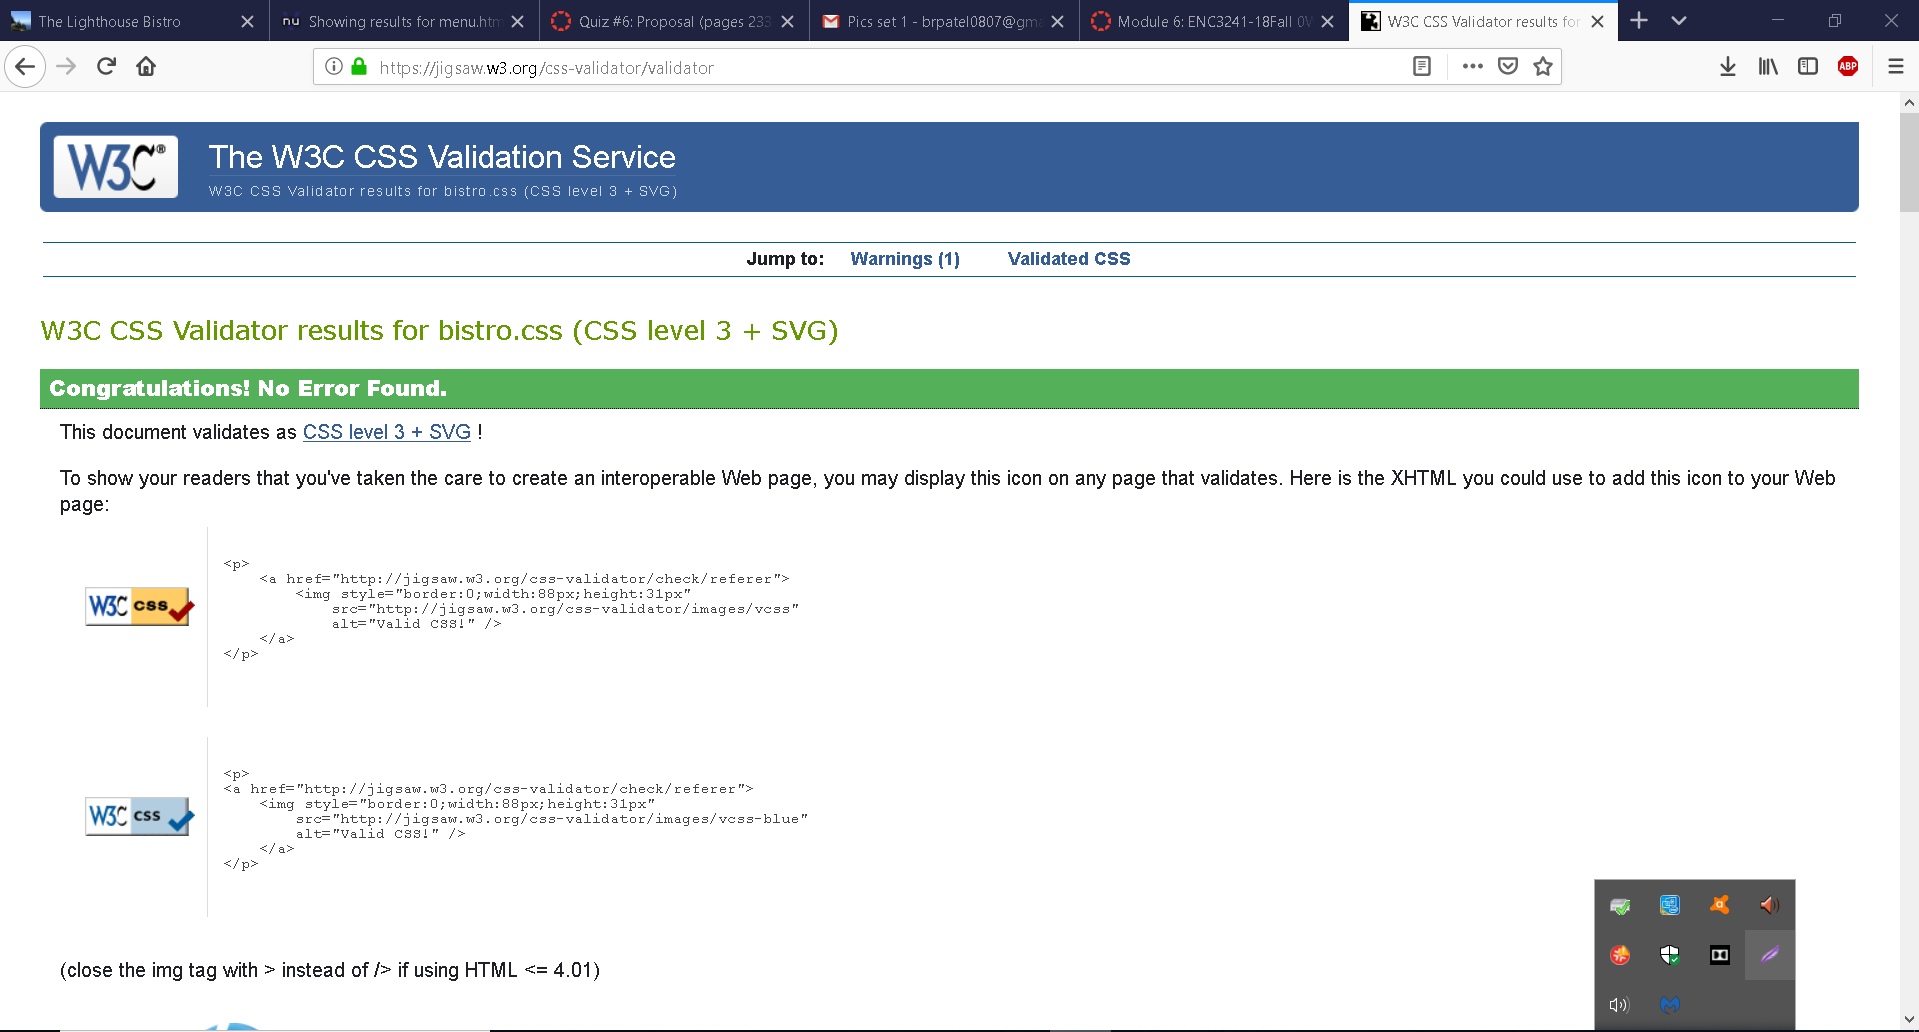 The Lighthouse Bistro
nu Showing results for menu.htm
Quiz #6: Proposal (pages 233
Pics set 1 - brpatel0807@gma
Module 6: ENC3241-18Fall 0W
W3C CSS Validator results for
https://jigsaw.w3.org/css-validator/validator
ABP
W3C®
The W3C CSS Validation Service
W3C CSS Validator results for bistro.css (CSS level 3 + SVG)
Jump to: Warnings (1) Validated CSS
W3C CSS Validator results for bistro.css (CSS level 3 + SVG)
Congratulations! No Error Found.
This document validates as CSS level 3 + SVG !
To show your readers that you've taken the care to create an interoperable Web page, you may display this icon on any page that validates. Here is the XHTML you could use to add this icon to your Web
page:
W3C css
<p>
<a href="http://jigsaw.w3.org/css-validator/check/referer">
<img style="border:0;width:88px;height:31px"
src="http://jigsaw.w3.org/css-validator/images/vcss"
alt="Valid CSS!" />
</a>
</p>
W3C css
<p>
<a href="http://jigsaw.w3.org/css-validator/check/referer">
<img style="border:0;width:88px;height:31px"
src="http://jigsaw.w3.org/css-validator/images/vcss-blue"
alt="Valid CSS!" />
</a>
</p>
(close the img tag with > instead of /> if using HTML <= 4.01)